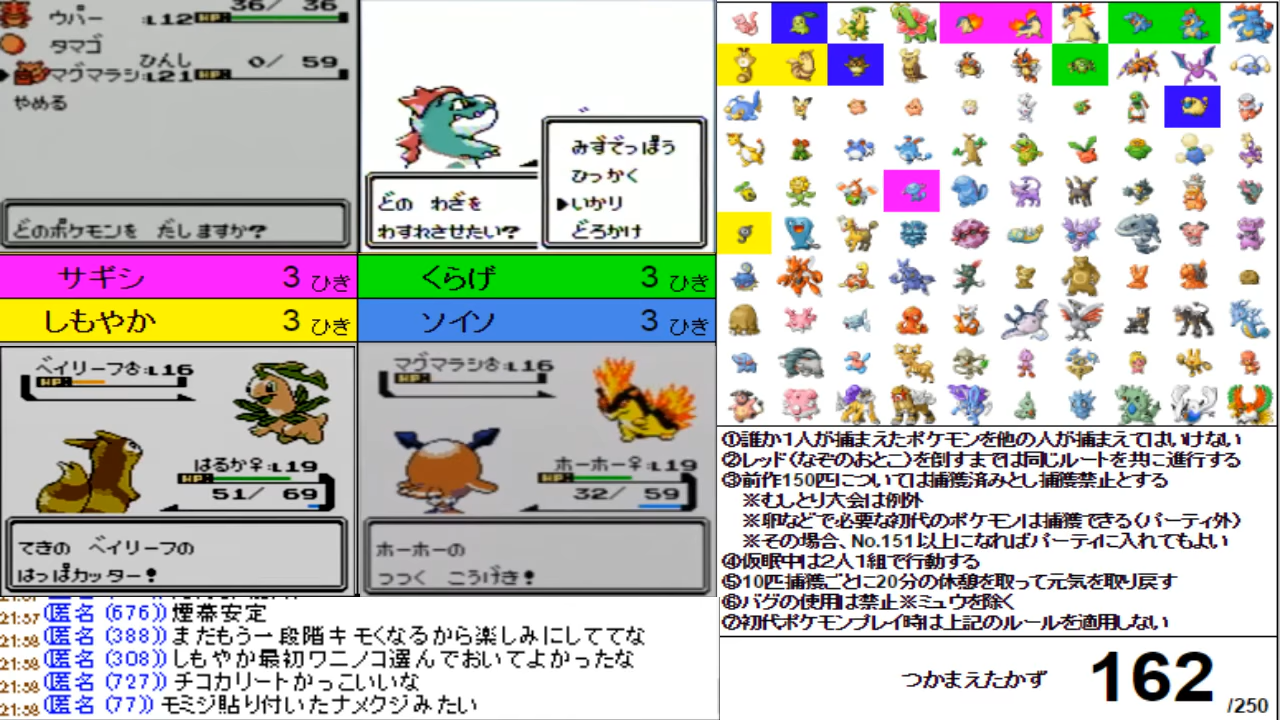 ウパー :L12 HP 36/ 36
タマゴ
ひんし 0/ 59
マグマラシ:L21 HP
やめる
どのポケモンを だしますか?
どの わざを
わすれさせたい?
みずでっぽう
ひっかく
▶いかり
どろかけ
サギシ 3 ひき
くらげ 3 ひき
しもやか 3 ひき
ソイソ 3 ひき
ベイリーフ♂:L16
HP:
はるか♀:L19
HP:
51/ 69
てきの ベイリーフの
はっぱカッター!
マグマラシ♂:L16
HP:
ホーホー♀:L19
HP:
32/ 59
ホーホーの
つつく こうげき!
21:57 (匿名 (676)) 煙幕安定
21:58 (匿名 (388)) まだもう一段階キモくなるから楽しみにしててな
21:58 (匿名 (308)) しもやか最初ワニノコ選んでおいてよかったな
21:58 (匿名 (727)) チコカリートかっこいいな
21:58 (匿名 (77)) モミジ貼り付いたナメクジみたい
①誰か1人が捕まえたポケモンを他の人が捕まえてはいけない
②レッド(なぞのおとこ)を倒すまでは同じルートを共に進行する
③前作150匹については捕獲済みとし捕獲禁止とする
※むしとり大会は例外
※卵などで必要な初代のポケモンは捕獲できる(パーティ外)
※その場合、No.151以上になればパーティに入れてもよい
④仮眠中は2人1組で行動する
⑤10匹捕獲ごとに20分の休憩を取って元気を取り戻す
⑥バグの使用は禁止※ミュウを除く
⑦初代ポケモンプレイ時は上記のルールを適用しない
つかまえたかず 162 /250